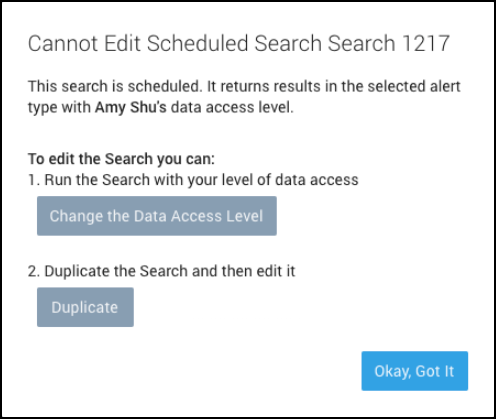 Cannot Edit Scheduled Search Search 1217
This search is scheduled. It returns results in the selected alert
type with Amy Shu's data access level.
To edit the Search you can:
1. Run the Search with your level of data access
Change the Data Access Level
2. Duplicate the Search and then edit it
Duplicate
Okay, Got It